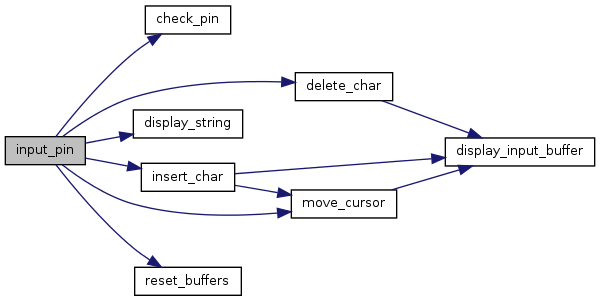 check_pin
delete_char
display_string
input_pin
display_input_buffer
insert_char
move_cursor
reset_buffers